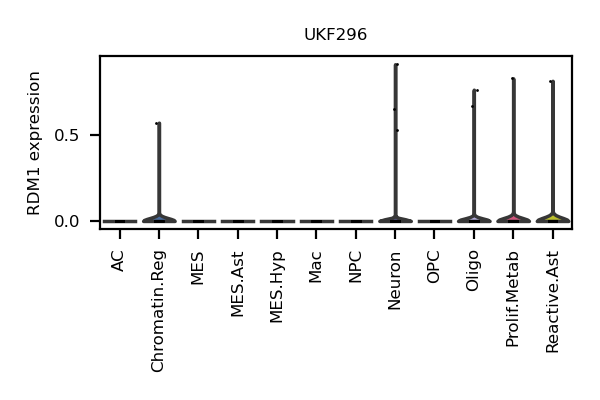 UKF296
RDM1 expression
0.5
0.0
AC
Chromatin.Reg
MES
MES.Ast
MES.Hyp
Mac
NPC
Neuron
OPC
Oligo
Prolif.Metab
Reactive.Ast